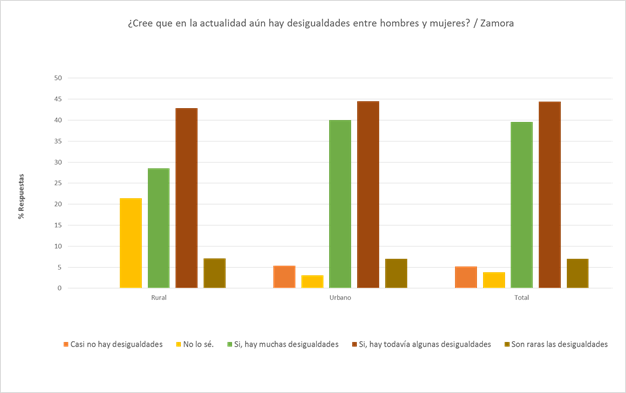 ¿Cree que en la actualidad aún hay desigualdades entre hombres y mujeres? / Zamora
50
45
40
35
30
25
20
15
10
5
0
% Respuestas
Rural Urbano Total
Casi no hay desigualdades No lo sé. Si, hay muchas desigualdades Si, hay todavía algunas desigualdades Son raras las desigualdades